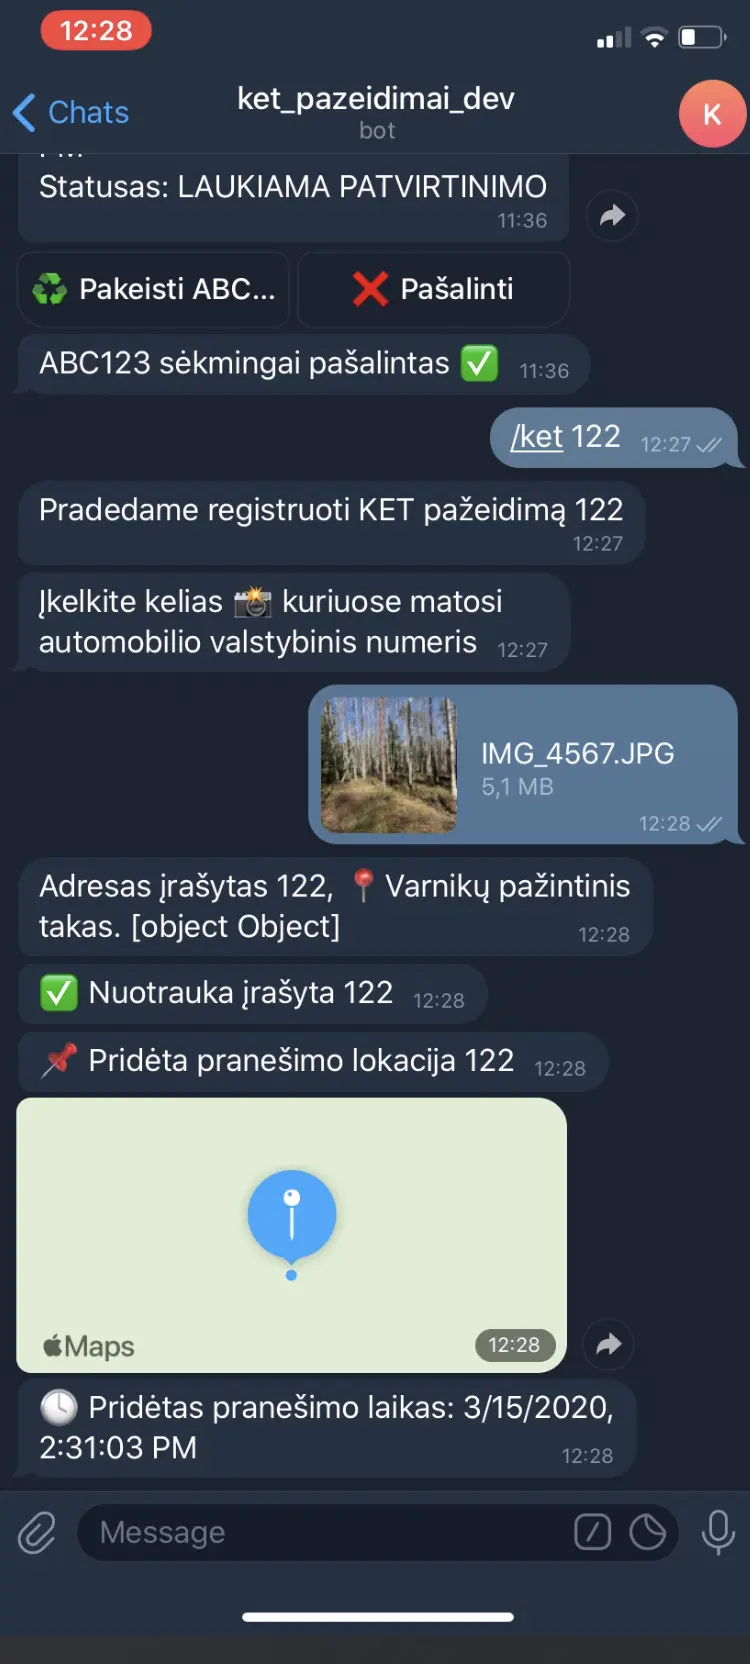 12:28
Chats
ket_pazeidimai_dev
bot
K
Statusas: LAUKIAMA PATVIRTINIMO
11:36
Pakeisti ABC...
Pašalinti
ABC123 sėkmingai pašalintas ✅ 11:36
/ket 122 12:27
Pradedame registruoti KET pažeidimą 122
12:27
Įkelkite kelias 📸 kuriuose matosi
automobilio valstybinis numeris 12:27
IMG_4567.JPG
5,1 MB
12:28
Adresas įrašytas 122, 📍 Varnikų pažintinis
takas. [object Object] 12:28
✅ Nuotrauka įrašyta 122 12:28
📌 Pridėta pranešimo lokacija 122 12:28
Maps
12:28
🕒 Pridėtas pranešimo laikas: 3/15/2020,
2:31:03 PM 12:28
Message